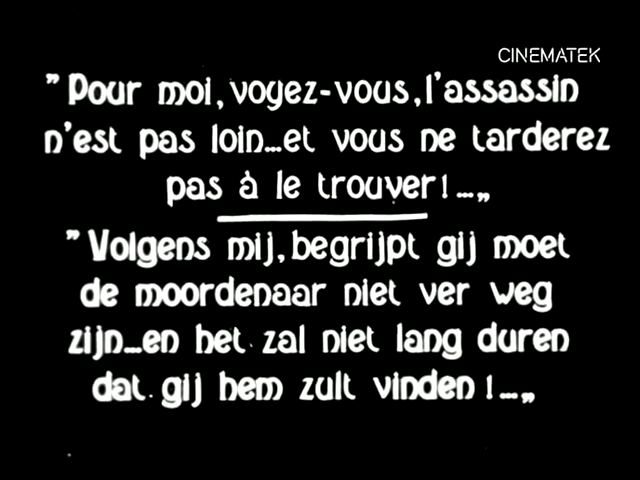 CINEMATEK
”Pour moi, voyez-vous, l'assassin
n'est pas loin...et vous ne tarderez
pas à le trouver!...„
”Volgens mij, begrijpt gij moet
de moordenaar niet ver weg
zijn...en het zal niet lang duren
dat gij hem zult vinden!...„